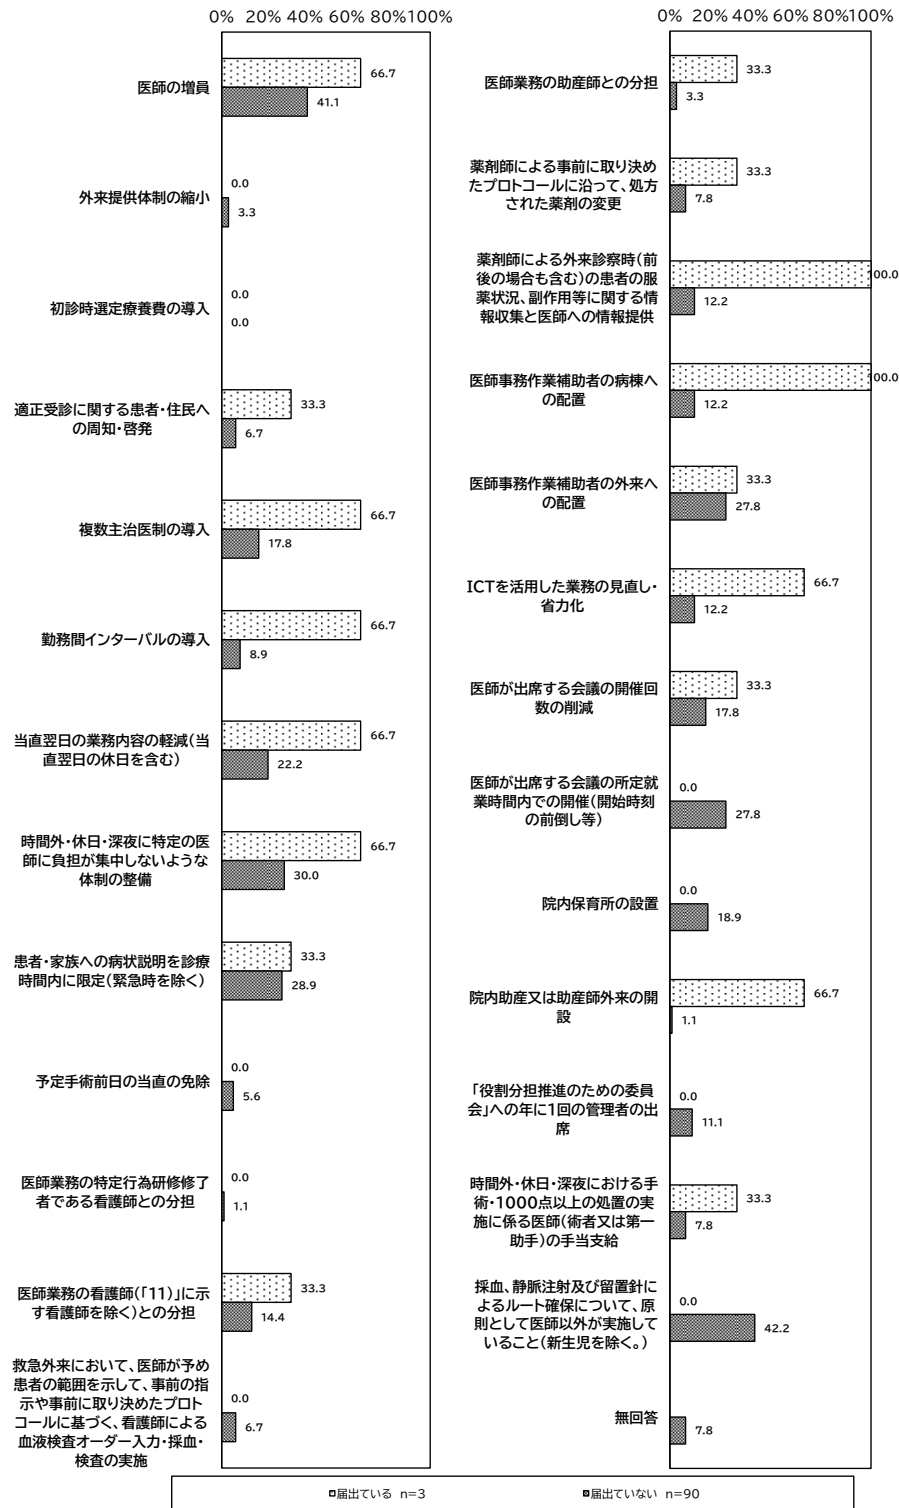 0% 20% 40% 60% 80%100%
医師の増員
66.7
41.1
外来提供体制の縮小
0.0
3.3
初診時選定療養費の導入
0.0
0.0
適正受診に関する患者・住民へ
の周知・啓発
33.3
6.7
複数主治医制の導入
66.7
17.8
勤務間インターバルの導入
66.7
8.9
当直翌日の業務内容の軽減(当
直翌日の休日を含む)
66.7
22.2
時間外・休日・深夜に特定の医
師に負担が集中しないような
体制の整備
66.7
30.0
患者・家族への病状説明を診療
時間内に限定(緊急時を除く)
33.3
28.9
予定手術前日の当直の免除
0.0
5.6
医師業務の特定行為研修修了
者である看護師との分担
0.0
1.1
医師業務の看護師(「11)」に示
す看護師を除く)との分担
33.3
14.4
救急外来において、医師が予め
患者の範囲を示して、事前の指
示や事前に取り決めたプロト
コールに基づく、看護師による
血液検査オーダー入力・採血・
検査の実施
0.0
6.7
0% 20% 40% 60% 80%100%
医師業務の助産師との分担
33.3
3.3
薬剤師による事前に取り決め
たプロトコールに沿って、処方
された薬剤の変更
33.3
7.8
薬剤師による外来診察時(前
後の場合も含む)の患者の服
薬状況、副作用等に関する情
報収集と医師への情報提供
100.0
12.2
医師事務作業補助者の病棟へ
の配置
100.0
12.2
医師事務作業補助者の外来へ
の配置
33.3
27.8
ICTを活用した業務の見直し・
省力化
66.7
12.2
医師が出席する会議の開催回
数の削減
33.3
17.8
医師が出席する会議の所定就
業時間内での開催(開始時刻
の前倒し等)
0.0
27.8
院内保育所の設置
0.0
18.9
院内助産又は助産師外来の開
設
66.7
1.1
「役割分担推進のための委員
会」への年に1回の管理者の出
席
0.0
11.1
時間外・休日・深夜における手
術・1000点以上の処置の実
施に係る医師(術者又は第一
助手)の手当支給
33.3
7.8
採血、静脈注射及び留置針に
よるルート確保について、原
則として医師以外が実施して
いること(新生児を除く。)
0.0
42.2
無回答
7.8
届出ている n=3
届出ていない n=90